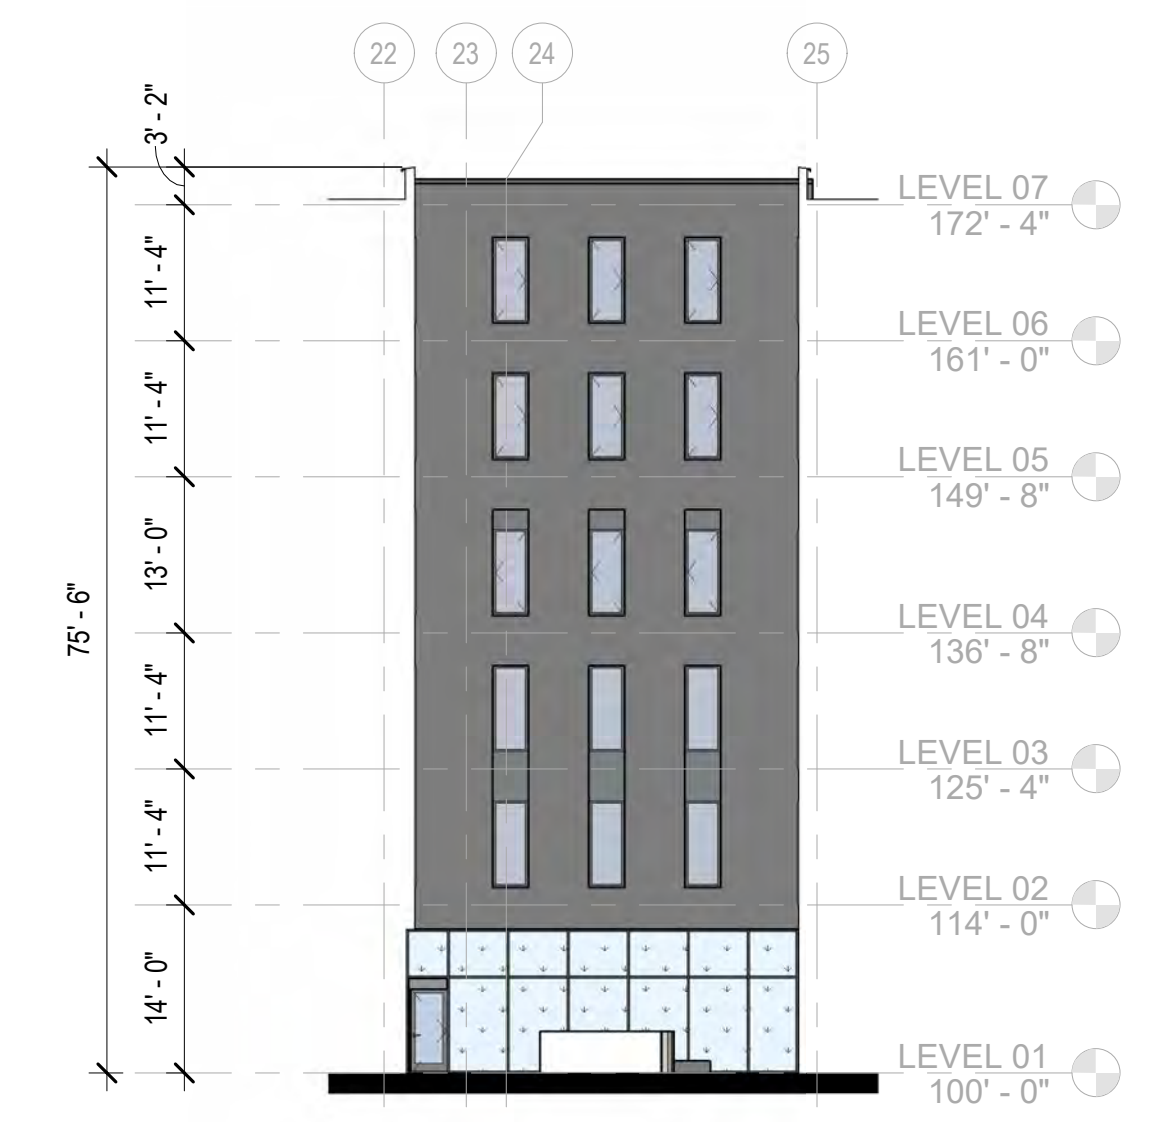 22
23
24
25
3' - 2"
LEVEL 07
172' - 4"
11' - 4"
LEVEL 06
161' - 0"
11' - 4"
LEVEL 05
149' - 8"
13' - 0"
75' - 6"
LEVEL 04
136' - 8"
11' - 4"
LEVEL 03
125' - 4"
11' - 4"
LEVEL 02
114' - 0"
14' - 0"
LEVEL 01
100' - 0"